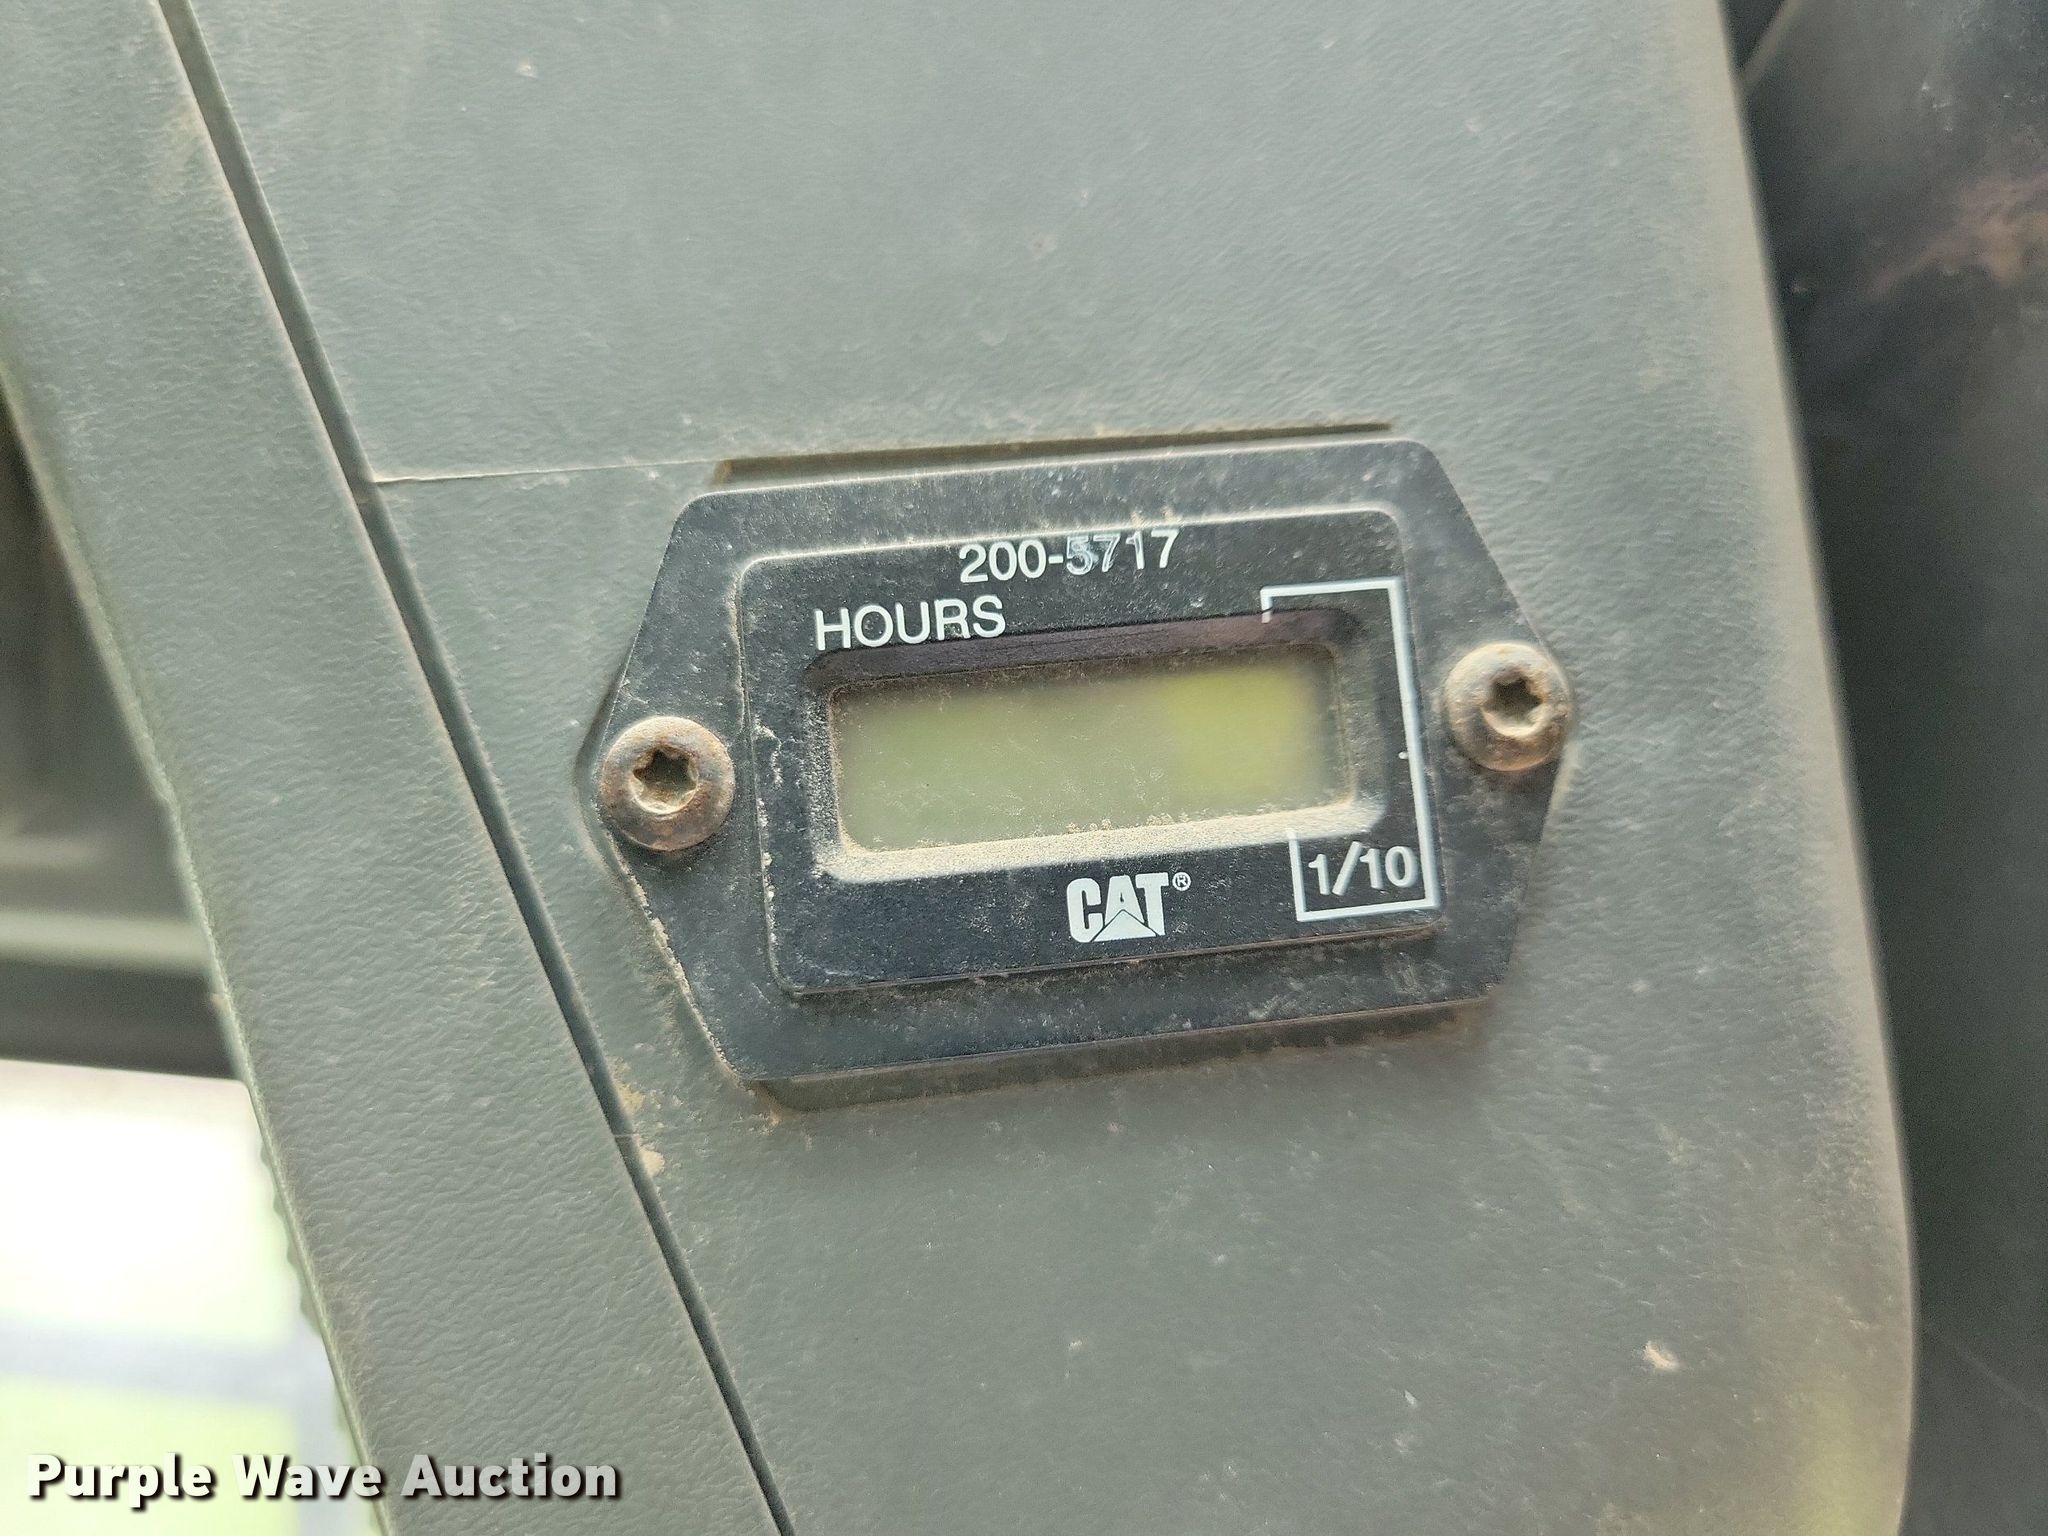 200-5717
HOURS
CAT®
1/10
Purple Wave Auction